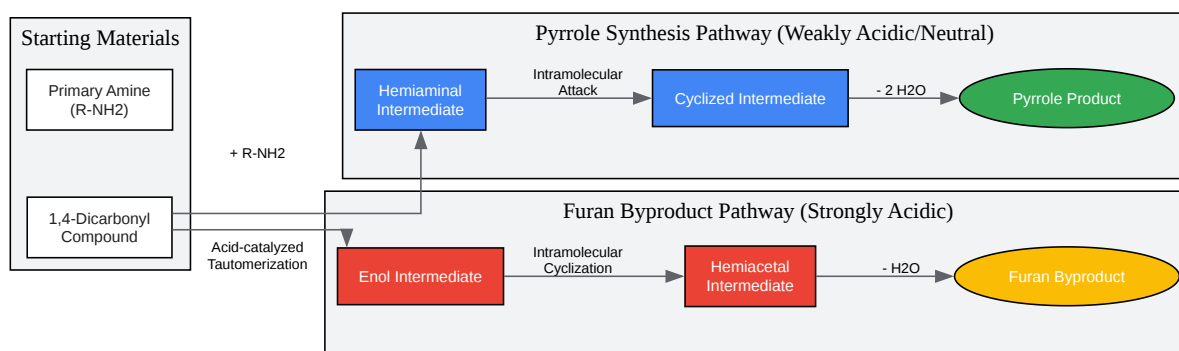 Starting Materials
Primary Amine
(R-NH2)
1,4-Dicarbonyl
Compound
+ R-NH2
Acid-catalyzed
Tautomerization
Pyrrole Synthesis Pathway (Weakly Acidic/Neutral)
Hemiaminal
Intermediate
Intramolecular
Attack
Cyclized Intermediate
- 2 H2O
Pyrrole Product
Furan Byproduct Pathway (Strongly Acidic)
Enol Intermediate
Intramolecular
Cyclization
Hemiacetal
Intermediate
- H2O
Furan Byproduct